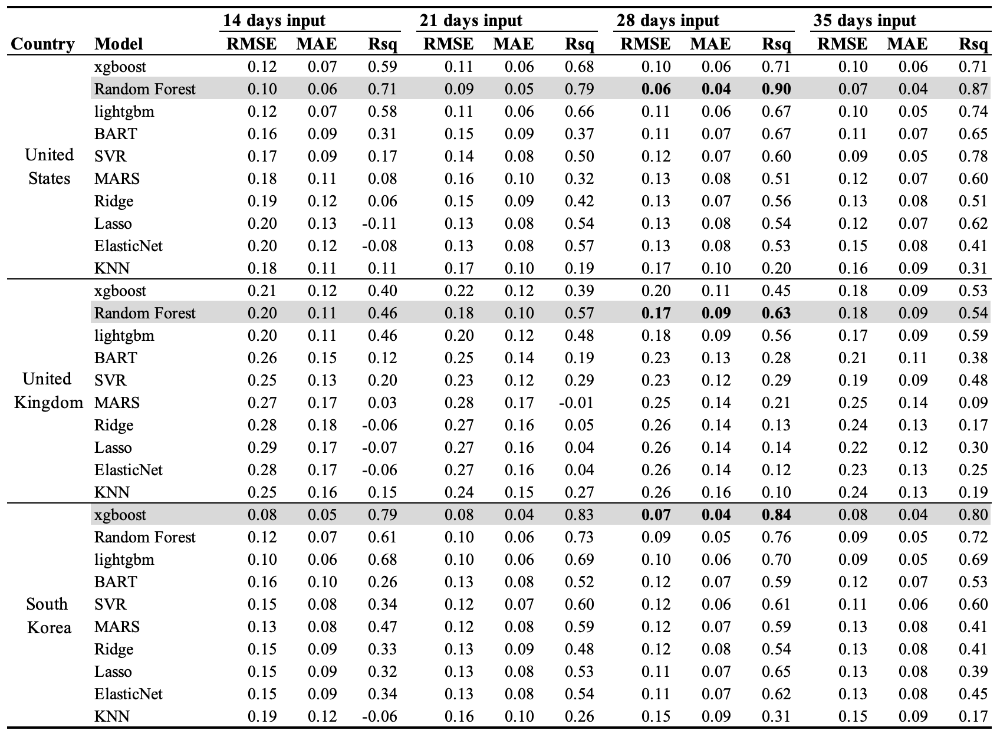 14 days input 21 days input 28 days input 35 days input
Country Model RMSE MAE Rsq RMSE MAE Rsq RMSE MAE Rsq RMSE MAE Rsq
United States
xgboost 0.12 0.07 0.59 0.11 0.06 0.68 0.10 0.06 0.71 0.10 0.06 0.71
Random Forest 0.10 0.06 0.71 0.09 0.05 0.79 0.06 0.04 0.90 0.07 0.04 0.87
lightgbm 0.12 0.07 0.58 0.11 0.06 0.66 0.11 0.06 0.67 0.10 0.05 0.74
BART 0.16 0.09 0.31 0.15 0.09 0.37 0.11 0.07 0.67 0.11 0.07 0.65
SVR 0.17 0.09 0.17 0.14 0.08 0.50 0.12 0.07 0.60 0.09 0.05 0.78
MARS 0.18 0.11 0.08 0.16 0.10 0.32 0.13 0.08 0.51 0.12 0.07 0.60
Ridge 0.19 0.12 0.06 0.15 0.09 0.42 0.13 0.07 0.56 0.13 0.08 0.51
Lasso 0.20 0.13 -0.11 0.13 0.08 0.54 0.13 0.08 0.54 0.12 0.07 0.62
ElasticNet 0.20 0.12 -0.08 0.13 0.08 0.57 0.13 0.08 0.53 0.15 0.08 0.41
KNN 0.18 0.11 0.11 0.17 0.10 0.19 0.17 0.10 0.20 0.16 0.09 0.31
United Kingdom
xgboost 0.21 0.12 0.40 0.22 0.12 0.39 0.20 0.11 0.45 0.18 0.09 0.53
Random Forest 0.20 0.11 0.46 0.18 0.10 0.57 0.17 0.09 0.63 0.18 0.09 0.54
lightgbm 0.20 0.11 0.46 0.20 0.12 0.48 0.18 0.09 0.56 0.17 0.09 0.59
BART 0.26 0.15 0.12 0.25 0.14 0.19 0.23 0.13 0.28 0.21 0.11 0.38
SVR 0.25 0.13 0.20 0.23 0.12 0.29 0.23 0.12 0.29 0.19 0.09 0.48
MARS 0.27 0.17 0.03 0.28 0.17 -0.01 0.25 0.14 0.21 0.25 0.14 0.09
Ridge 0.28 0.18 -0.06 0.27 0.16 0.05 0.26 0.14 0.13 0.24 0.13 0.17
Lasso 0.29 0.17 -0.07 0.27 0.16 0.04 0.26 0.14 0.14 0.22 0.12 0.30
ElasticNet 0.28 0.17 -0.06 0.27 0.16 0.04 0.26 0.14 0.12 0.23 0.13 0.25
KNN 0.25 0.16 0.15 0.24 0.15 0.27 0.26 0.16 0.10 0.24 0.13 0.19
South Korea
xgboost 0.08 0.05 0.79 0.08 0.04 0.83 0.07 0.04 0.84 0.08 0.04 0.80
Random Forest 0.12 0.07 0.61 0.10 0.06 0.73 0.09 0.05 0.76 0.09 0.05 0.72
lightgbm 0.10 0.06 0.68 0.10 0.06 0.69 0.10 0.06 0.70 0.09 0.05 0.69
BART 0.16 0.10 0.26 0.13 0.08 0.52 0.12 0.07 0.59 0.12 0.07 0.53
SVR 0.15 0.08 0.34 0.12 0.07 0.60 0.12 0.06 0.61 0.11 0.06 0.60
MARS 0.13 0.08 0.47 0.12 0.08 0.59 0.12 0.07 0.59 0.13 0.08 0.41
Ridge 0.15 0.09 0.33 0.13 0.09 0.48 0.12 0.08 0.54 0.13 0.08 0.41
Lasso 0.15 0.09 0.32 0.13 0.08 0.53 0.11 0.07 0.65 0.13 0.08 0.39
ElasticNet 0.15 0.09 0.34 0.13 0.08 0.54 0.11 0.07 0.62 0.13 0.08 0.45
KNN 0.19 0.12 -0.06 0.16 0.10 0.26 0.15 0.09 0.31 0.15 0.09 0.17